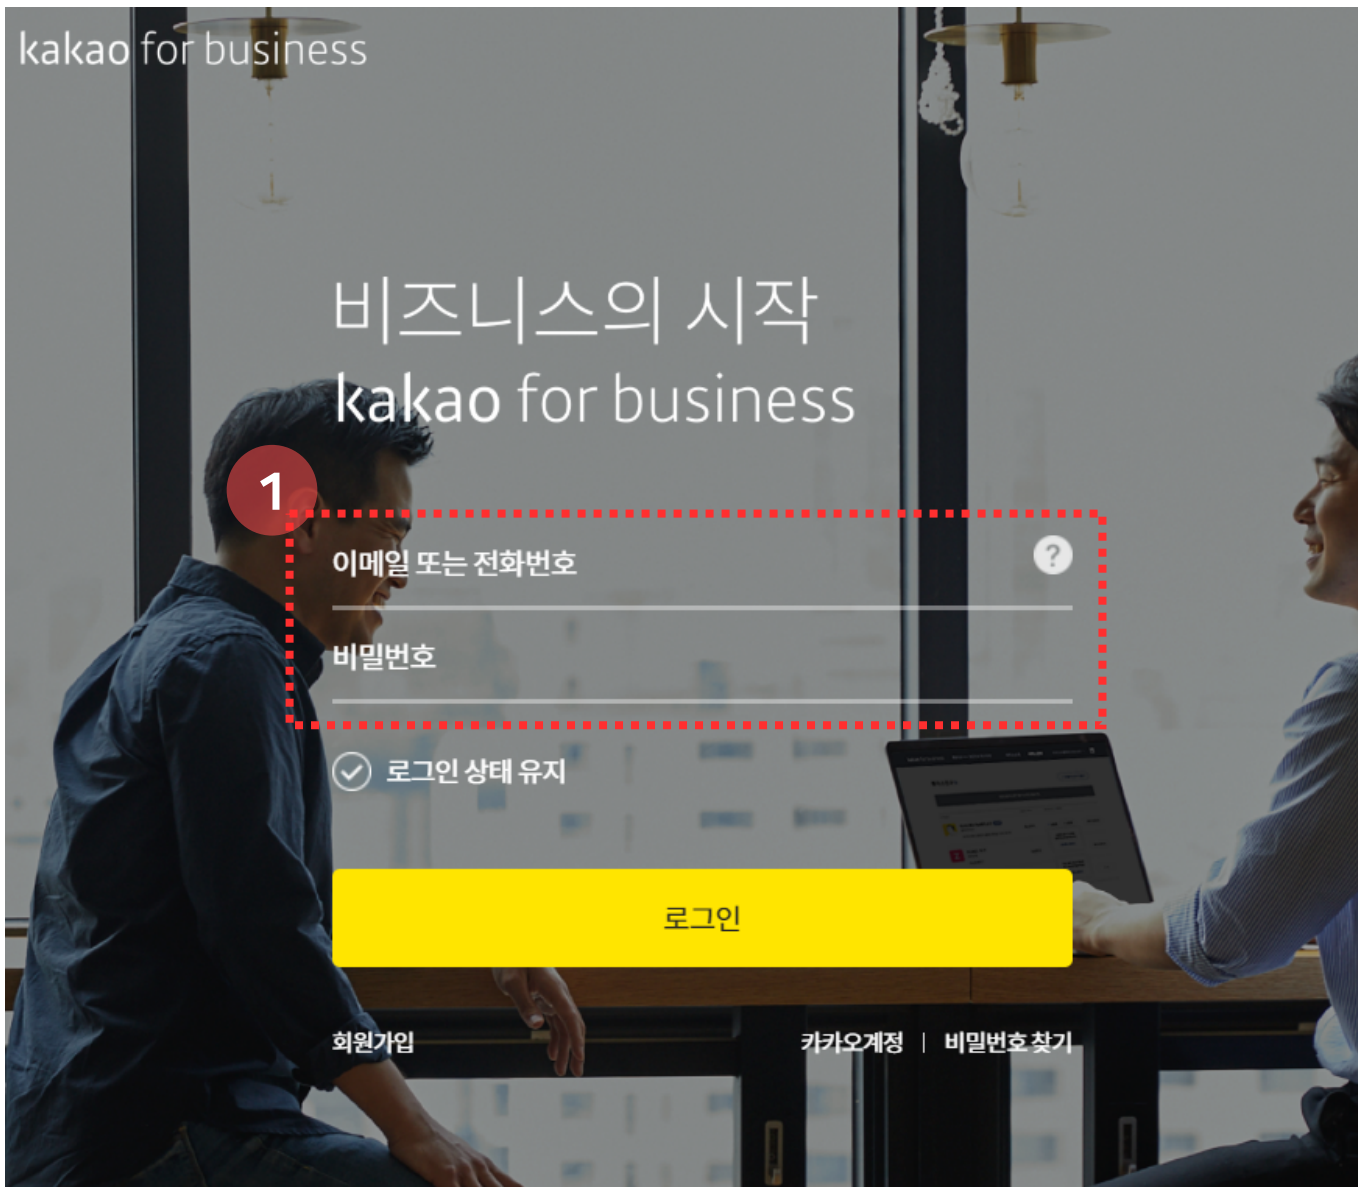 kakao for business
비즈니스의 시작
kakao for business
1
이메일 또는 전화번호 ?
비밀번호
로그인 상태 유지
로그인
회원가입 카카오계정 | 비밀번호 찾기